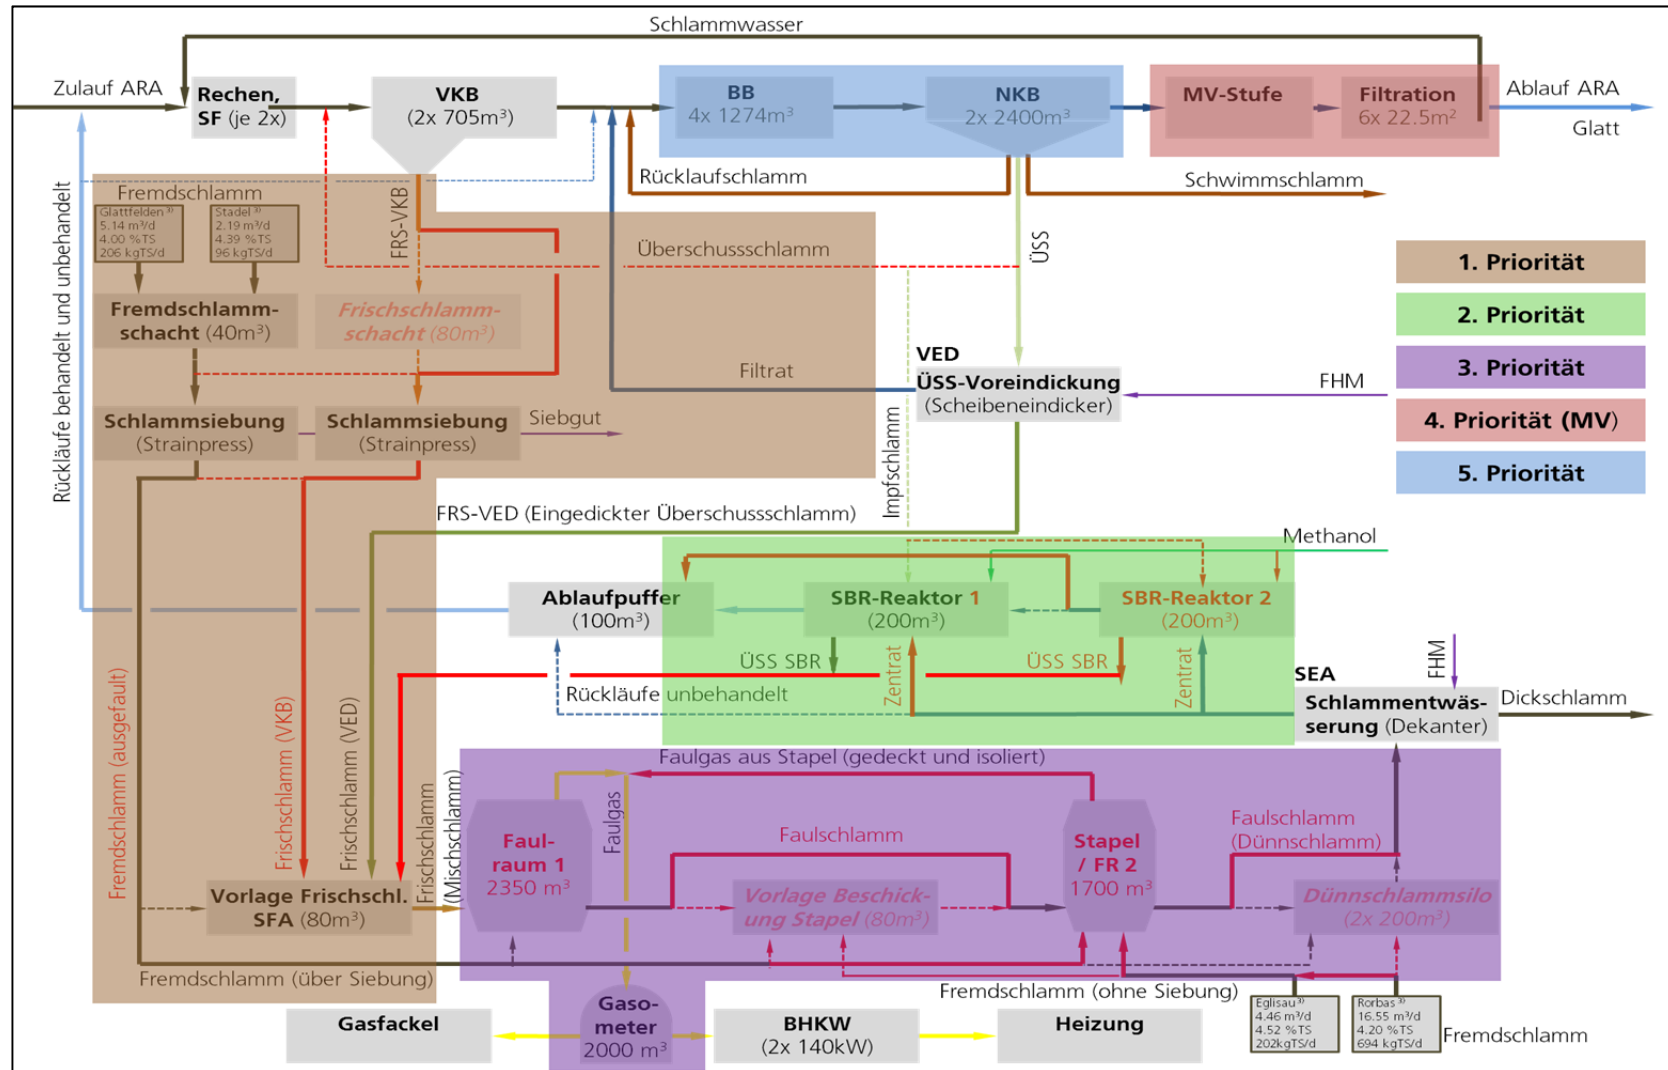 Schlammwasser
Zulauf ARA
Rechen,
SF (je 2x)
VKB
(2x 705m³)
BB
4x 1274m³
NKB
2x 2400m³
MV-Stufe
Filtration
6x 22.5m²
Ablauf ARA
Glatt
Rücklaufschlamm
Schwimmschlamm
Fremdschlamm
Glattfelden³⁾
5.14 m³/d
4.00 %TS
206 kgTS/d
Stadel³⁾
2.19 m³/d
4.39 %TS
96 kgTS/d
FRS-VKB
Überschussschlamm
ÜSS
Rückläufe behandelt und unbehandelt
1. Priorität
2. Priorität
3. Priorität
4. Priorität (MV)
5. Priorität
Fremdschlamm-
schacht (40m³)
Frischschlamm-
schacht (80m³)
VED
ÜSS-Voreindickung
(Scheibeneindicker)
Filtrat
FHM
Schlammsiebung
(Strainpress)
Schlammsiebung
(Strainpress)
Siebgut
Impfschlamm
FRS-VED (Eingedickter Überschussschlamm)
Methanol
Ablaufpuffer
(100m³)
SBR-Reaktor 1
(200m³)
SBR-Reaktor 2
(200m³)
ÜSS SBR
ÜSS SBR
Zentrat
Zentrat
Rückläufe unbehandelt
FHM
SEA
Schlammentwäs-
serung (Dekanter)
Dickschlamm
Fremdschlamm (ausgefault)
Frischschlamm (VKB)
Frischschlamm (VED)
Frischschlamm
(Mischschlamm)
Faulgas aus Stapel (gedeckt und isoliert)
Faulgas
Faul-
raum 1
2350 m³
Faulschlamm
Stapel
/ FR 2
1700 m³
Faulschlamm
(Dünnschlamm)
Vorlage Frischschl.
SFA (80m³)
Vorlage Beschick-
ung Stapel (80m³)
Dünnschlammsilo
(2x 200m³)
Fremdschlamm (über Siebung)
Fremdschlamm (ohne Siebung)
Gasfackel
Gaso-
meter
2000 m³
BHKW
(2x 140kW)
Heizung
Eglisau³⁾
4.46 m³/d
4.52 %TS
202kgTS/d
Rorbas³⁾
16.55 m³/d
4.20 %TS
694 kgTS/d
Fremdschlamm